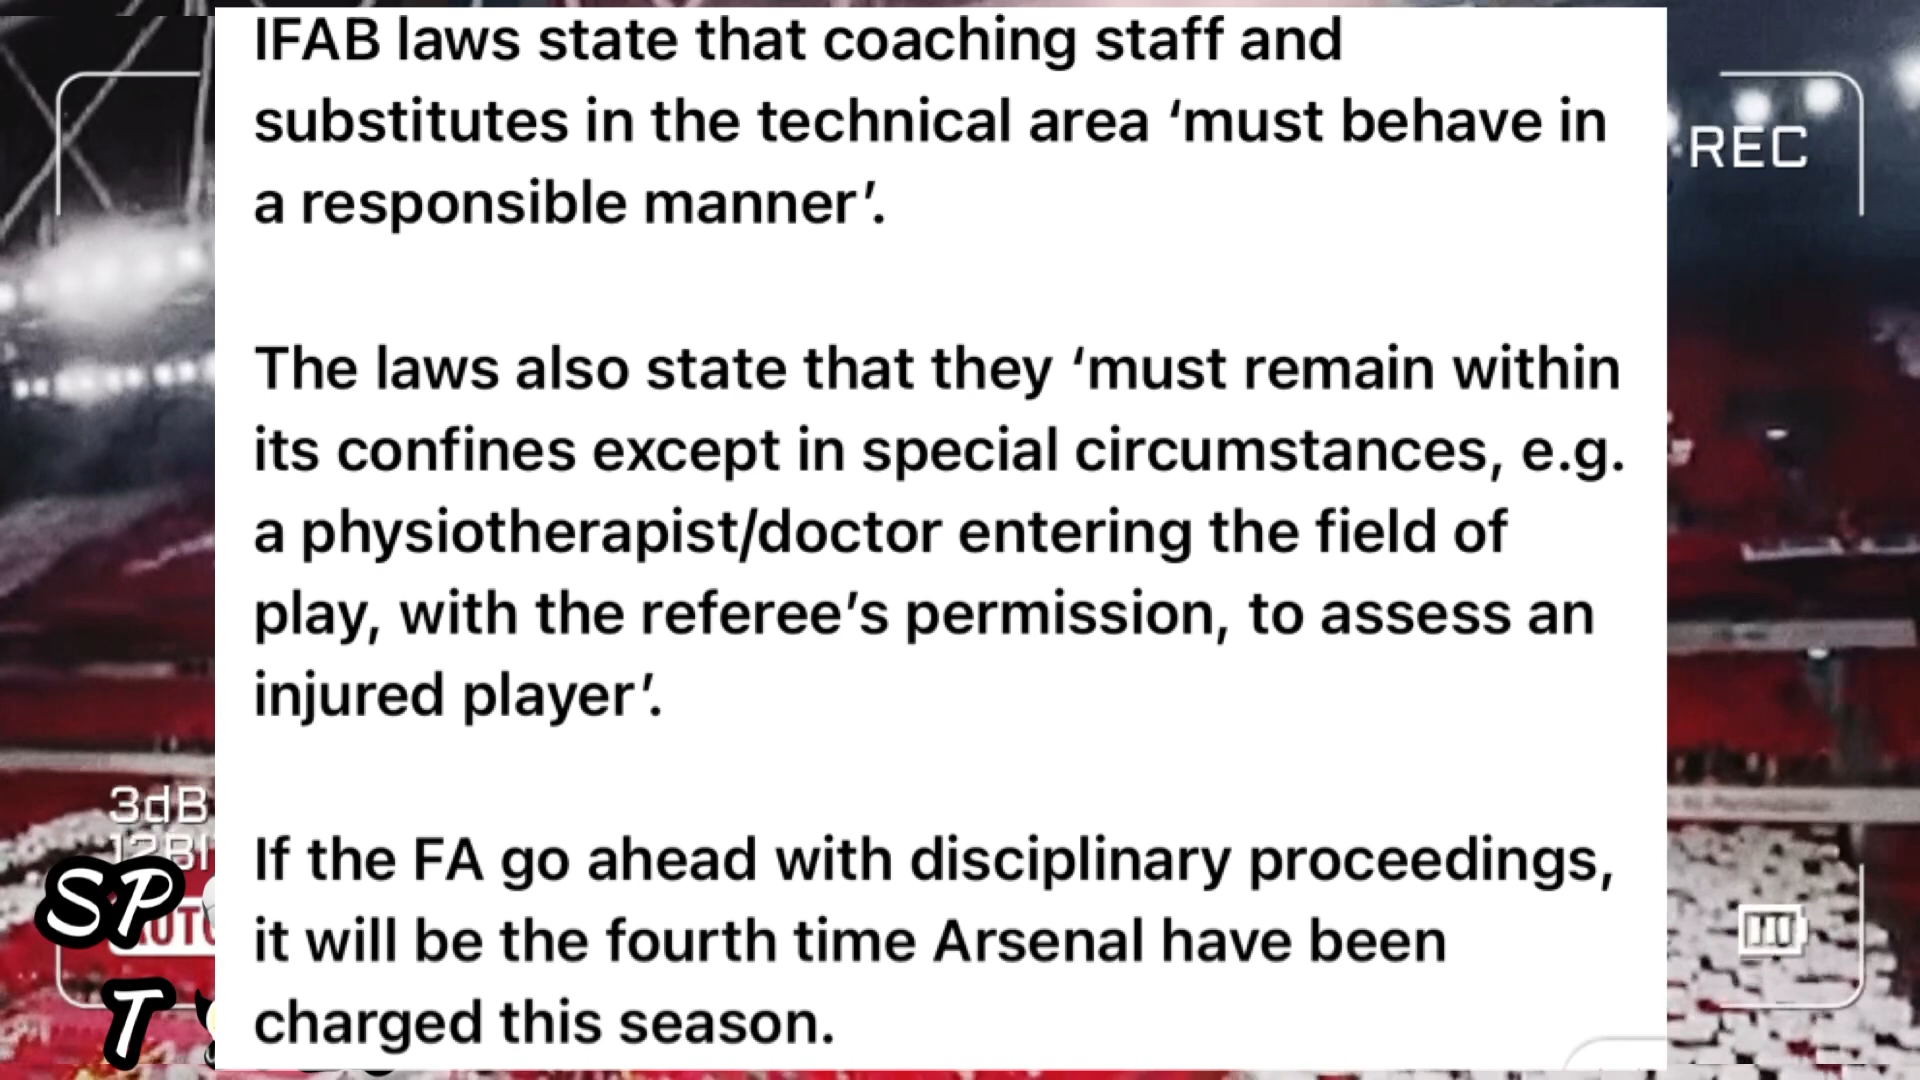 IFAB laws state that coaching staff and
substitutes in the technical area ‘must behave in
a responsible manner’.
The laws also state that they ‘must remain within
its confines except in special circumstances, e.g.
a physiotherapist/doctor entering the field of
play, with the referee’s permission, to assess an
injured player’.
If the FA go ahead with disciplinary proceedings,
it will be the fourth time Arsenal have been
charged this season.
REC
3dB
SP
T